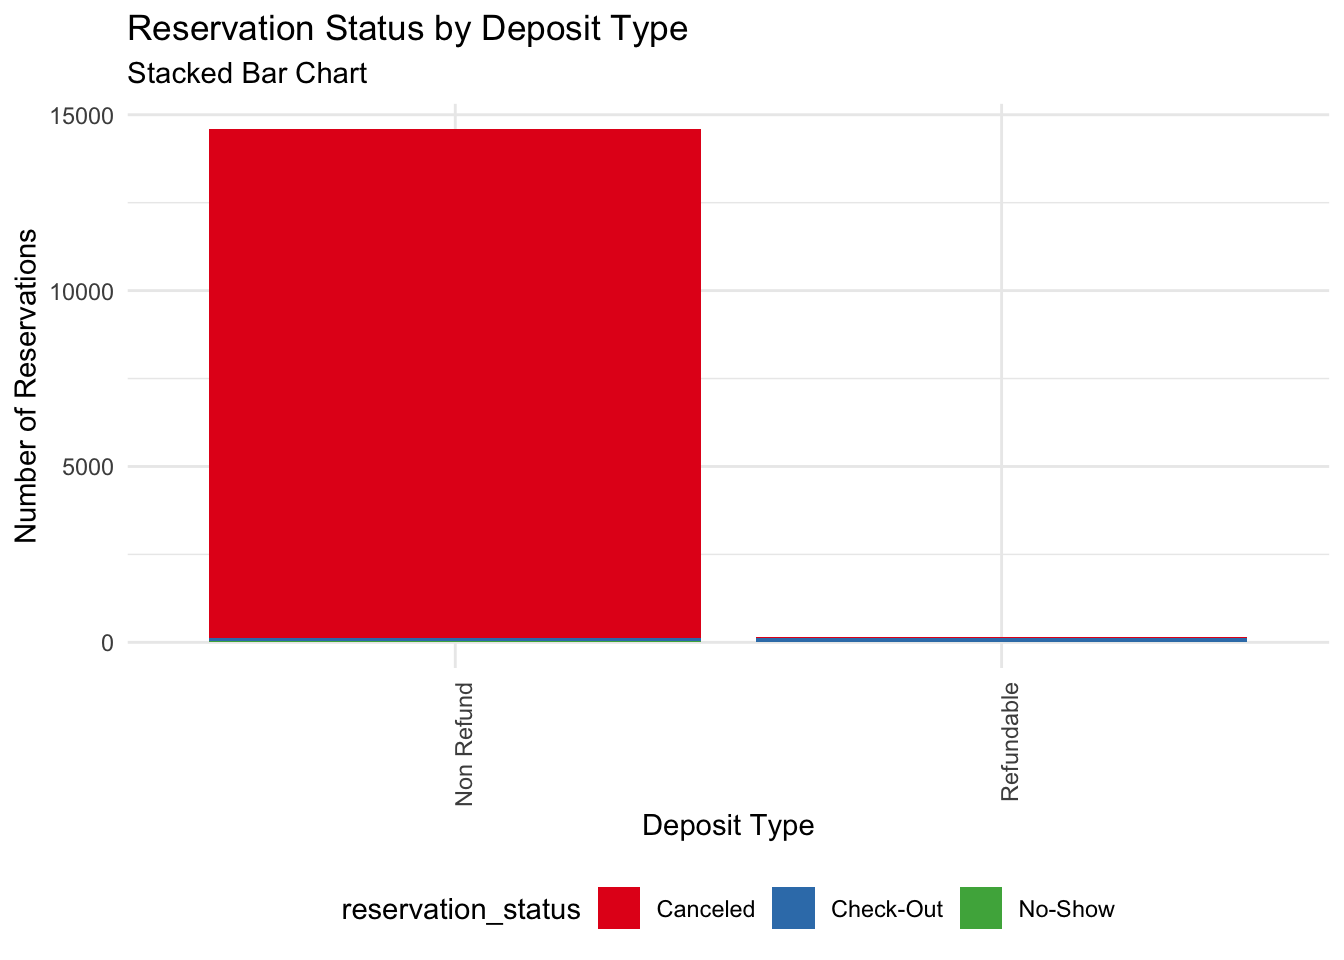 Reservation Status by Deposit Type
Stacked Bar Chart
15000
10000
5000
0
Number of Reservations
Non Refund
Refundable
Deposit Type
reservation_status Canceled Check-Out No-Show